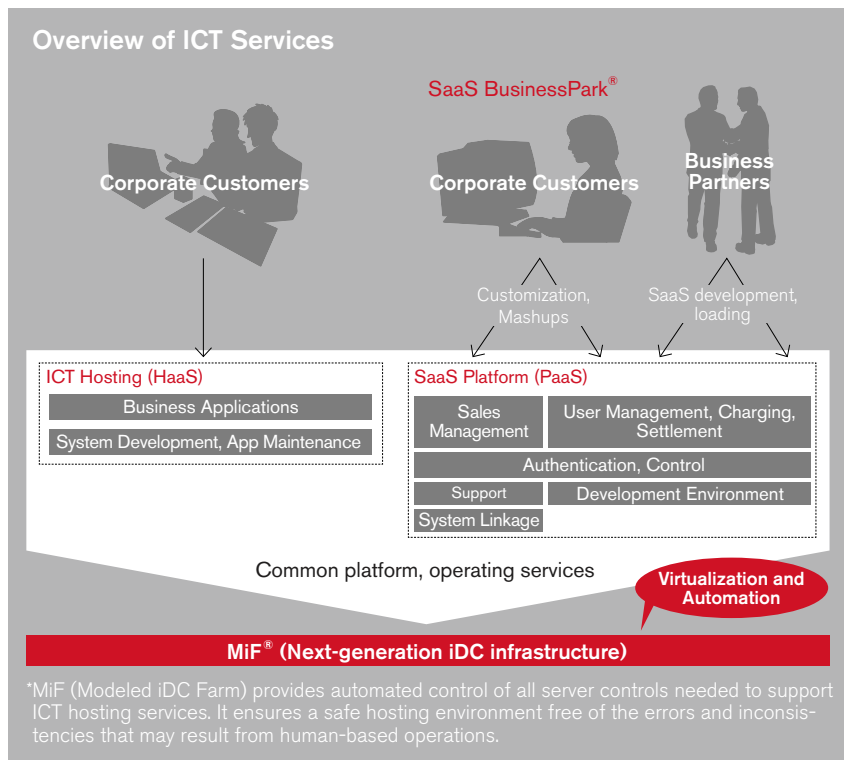 Overview of ICT Services
SaaS BusinessPark®
Corporate Customers
Corporate Customers
Business
Partners
Customization,
Mashups
SaaS development,
loading
ICT Hosting (HaaS)
Business Applications
System Development, App Maintenance
SaaS Platform (PaaS)
Sales
Management
User Management, Charging,
Settlement
Authentication, Control
Support
Development Environment
System Linkage
Common platform, operating services
Virtualization and
Automation
MiF® (Next-generation iDC infrastructure)
*MiF (Modeled iDC Farm) provides automated control of all server controls needed to support
ICT hosting services. It ensures a safe hosting environment free of the errors and inconsis-
tencies that may result from human-based operations.